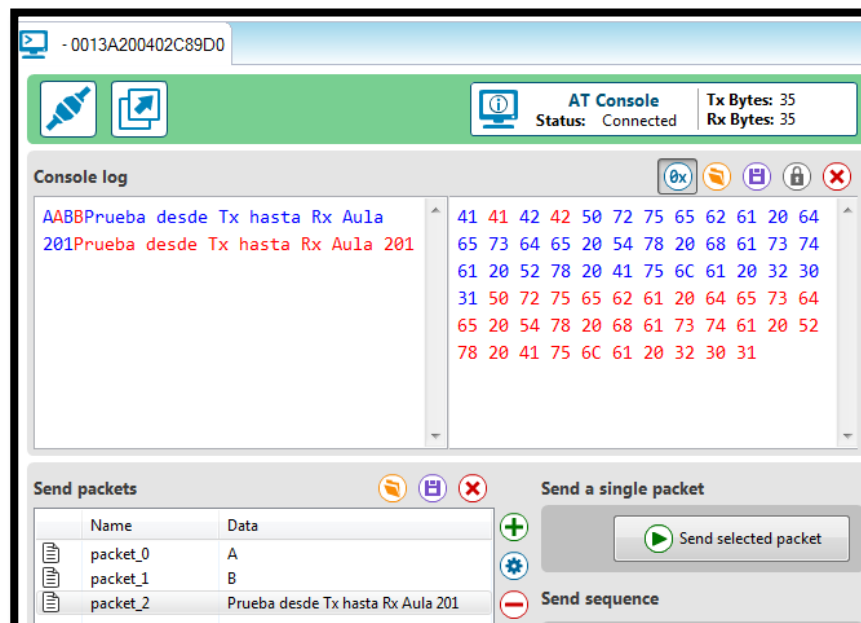 - 0013A200402C89D0
AT Console
Status: Connected
Tx Bytes: 35
Rx Bytes: 35
Console log
0x
AABBPrueba desde Tx hasta Rx Aula
201Prueba desde Tx hasta Rx Aula 201
41 41 42 42 50 72 75 65 62 61 20 64
65 73 64 65 20 54 78 20 68 61 73 74
61 20 52 78 20 41 75 6C 61 20 32 30
31 50 72 75 65 62 61 20 64 65 73 64
65 20 54 78 20 68 61 73 74 61 20 52
78 20 41 75 6C 61 20 32 30 31
Send packets
Name Data
packet_0 A
packet_1 B
packet_2 Prueba desde Tx hasta Rx Aula 201
Send a single packet
Send selected packet
Send sequence